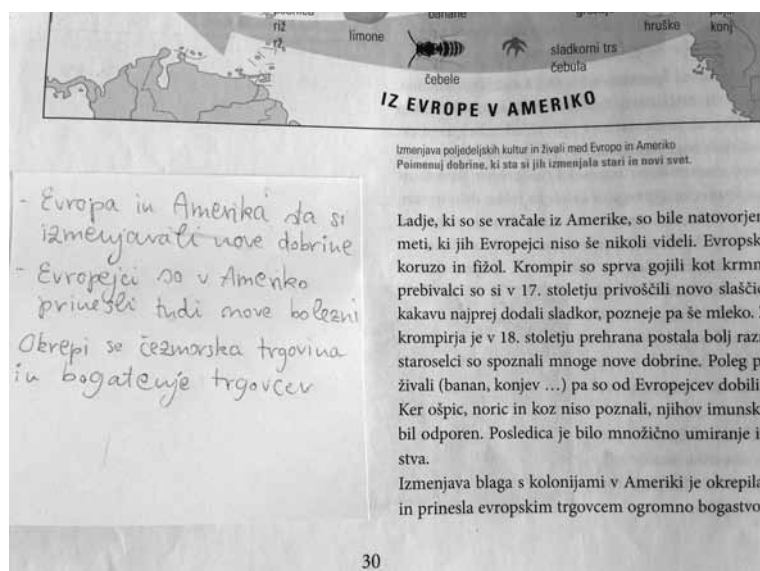 banane
riž
limone
hruške
konj
sladkorni trs
čebula
čebele
IZ EVROPE V AMERIKO
Izmenjava poljedeljskih kultur in živali med Evropo in Ameriko
Poimenuj dobrine, ki sta si jih izmenjala stari in novi svet.
- Evropa in Amerika sta si
izmenjavali nove dobrine
- Evropejci so v Ameriko
prinesli tudi nove bolezni
Okrepi se čezmorska trgovina
in bogatenje trgovcev
Ladje, ki so se vračale iz Amerike, so bile natovorjen
meti, ki jih Evropejci niso še nikoli videli. Evropsk
koruzo in fižol. Krompir so sprva gojili kot krmn
prebivalci so si v 17. stoletju privoščili novo slašči
kakavu najprej dodali sladkor, pozneje pa še mleko.
krompirja je v 18. stoletju prehrana postala bolj raz
staroselci so spoznali mnoge nove dobrine. Poleg p
živali (banan, konjev ...) pa so od Evropejcev dobili
Ker ošpic, noric in koz niso poznali, njihov imunsk
bil odporen. Posledica je bilo množično umiranje i
stva.
Izmenjava blaga s kolonijami v Ameriki je okrepila
in prinesla evropskim trgovcem ogromno bogastvo
30